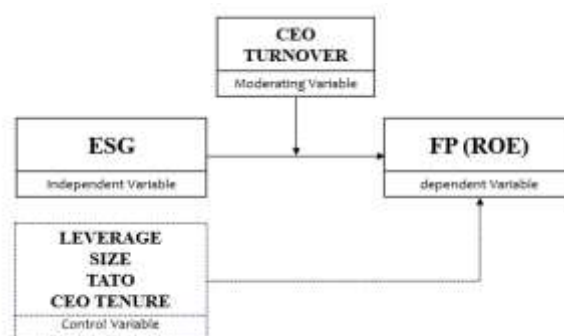 CEO
TURNOVER
Moderating Variable
ESG
Independent Variable
FP (ROE)
dependent Variable
LEVERAGE
SIZE
TATO
CEO TENURE
Control Variable